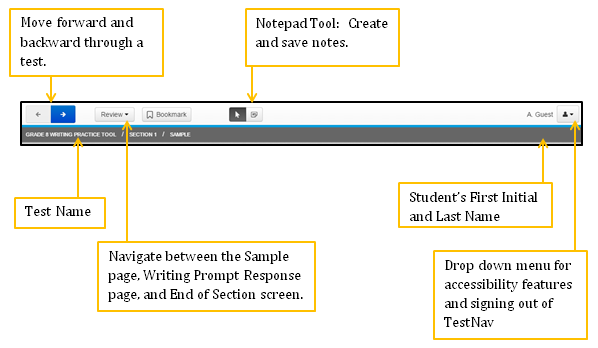 Move forward and
backward through a
test.
Notepad Tool: Create
and save notes.
Review
Bookmark
A. Guest
GRADE 8 WRITING PRACTICE TOOL / SECTION 1 / SAMPLE
Test Name
Student's First Initial
and Last Name
Navigate between the Sample
page, Writing Prompt Response
page, and End of Section screen.
Drop down menu for
accessibility features
and signing out of
TestNav